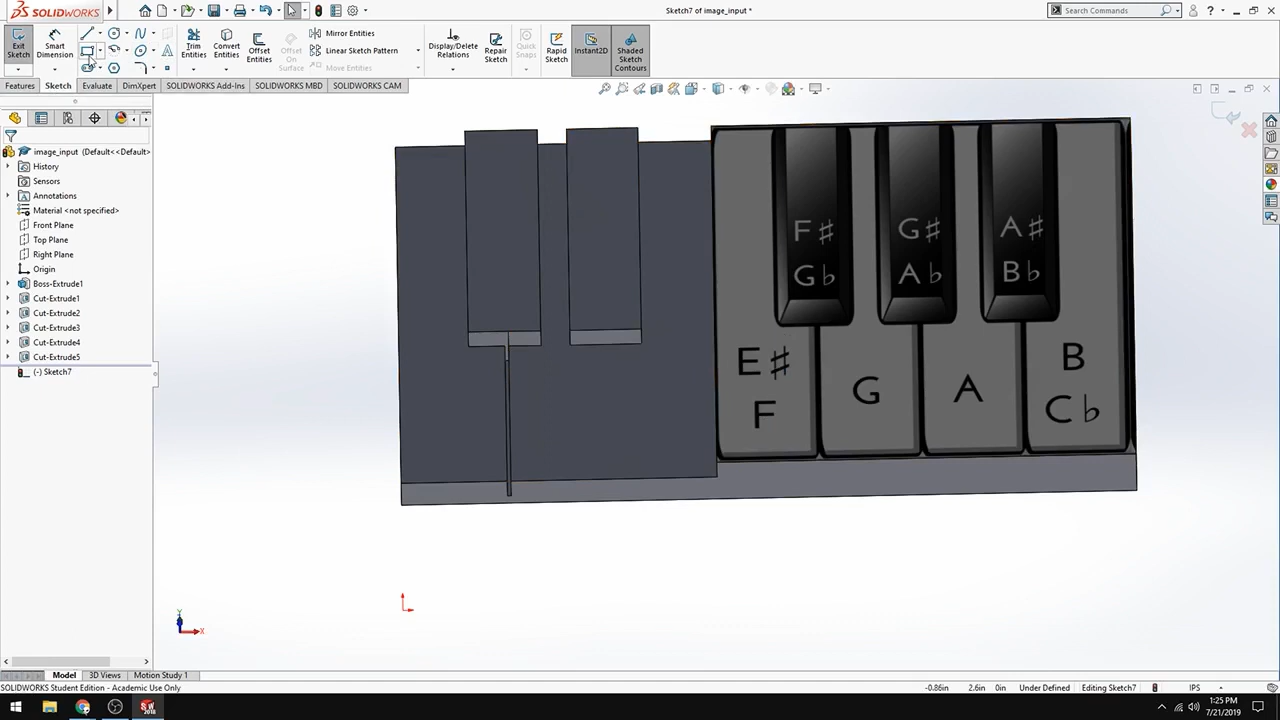 SOLIDWORKS
Sketch7 of image_input *
Search Commands
Exit Sketch
Smart Dimension
Trim Entities
Convert Entities
Offset Entities
Offset On Surface
Mirror Entities
Linear Sketch Pattern
Move Entities
Display/Delete Relations
Repair Sketch
Quick Snaps
Rapid Sketch
Instant2D
Shaded Sketch Contours
Features
Sketch
Evaluate
DimXpert
SOLIDWORKS Add-Ins
SOLIDWORKS MBD
SOLIDWORKS CAM
image_input (Default<<Default>
History
Sensors
Annotations
Material <not specified>
Front Plane
Top Plane
Right Plane
Origin
Boss-Extrude1
Cut-Extrude1
Cut-Extrude2
Cut-Extrude3
Cut-Extrude4
Cut-Extrude5
(-) Sketch7
F♯ G♯ A♯
G♭ A♭ B♭
E♯ G A B
F C♭
Y
X
Model
3D Views
Motion Study 1
SOLIDWORKS Student Edition - Academic Use Only
-0.86in
2.6in
0in
Under Defined
Editing Sketch7
IPS
1:25 PM
7/21/2019